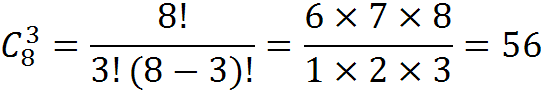 C₈³ = 8! / 3! (8 − 3)! = 6 × 7 × 8 / 1 × 2 × 3 = 56